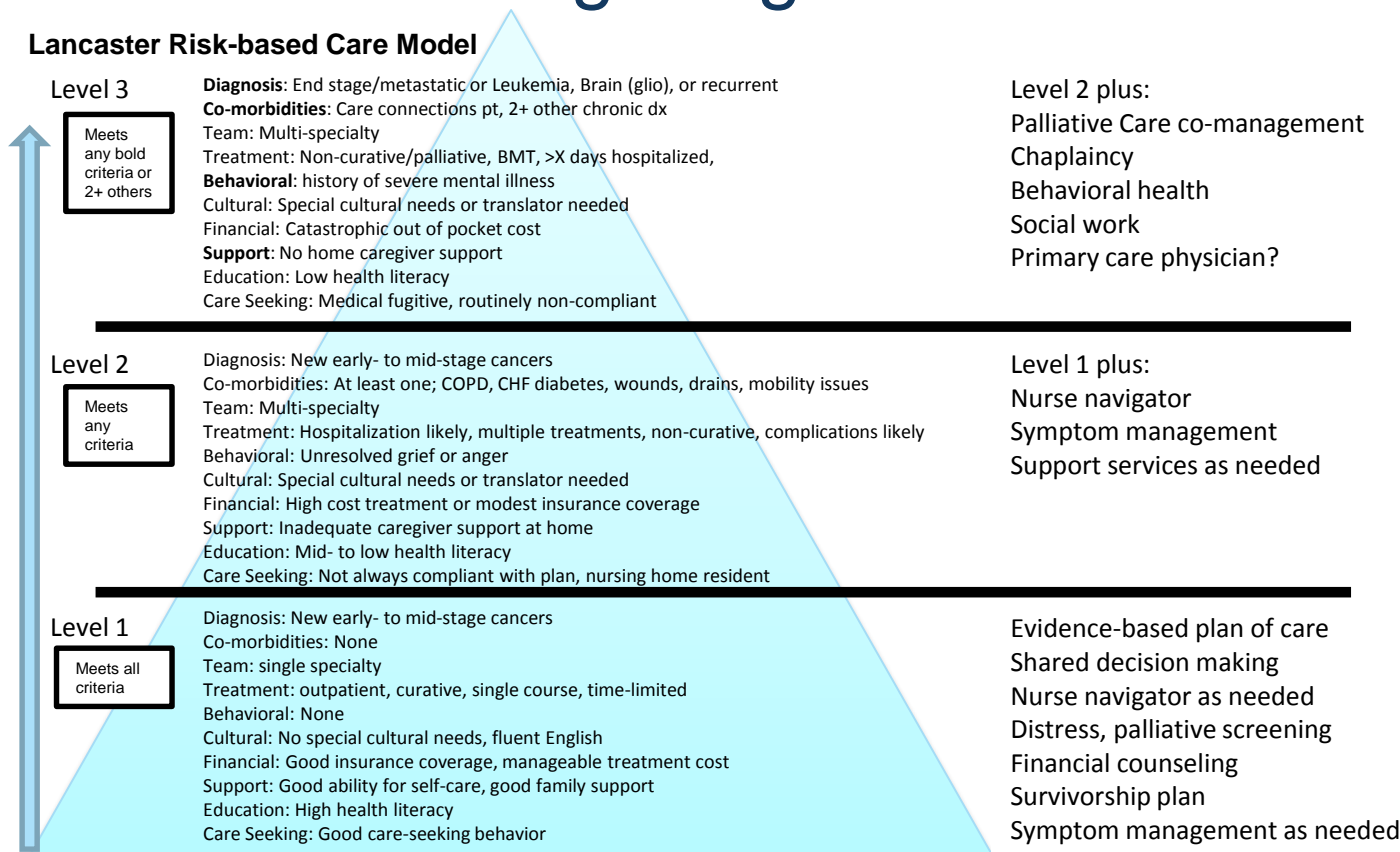 Lancaster Risk-based Care Model
Level 3
Meets
any bold
criteria or
2+ others
Diagnosis: End stage/metastatic or Leukemia, Brain (glio), or recurrent
Co-morbidities: Care connections pt, 2+ other chronic dx
Team: Multi-specialty
Treatment: Non-curative/palliative, BMT, >X days hospitalized,
Behavioral: history of severe mental illness
Cultural: Special cultural needs or translator needed
Financial: Catastrophic out of pocket cost
Support: No home caregiver support
Education: Low health literacy
Care Seeking: Medical fugitive, routinely non-compliant
Level 2 plus:
Palliative Care co-management
Chaplaincy
Behavioral health
Social work
Primary care physician?
Level 2
Meets
any
criteria
Diagnosis: New early- to mid-stage cancers
Co-morbidities: At least one; COPD, CHF diabetes, wounds, drains, mobility issues
Team: Multi-specialty
Treatment: Hospitalization likely, multiple treatments, non-curative, complications likely
Behavioral: Unresolved grief or anger
Cultural: Special cultural needs or translator needed
Financial: High cost treatment or modest insurance coverage
Support: Inadequate caregiver support at home
Education: Mid- to low health literacy
Care Seeking: Not always compliant with plan, nursing home resident
Level 1 plus:
Nurse navigator
Symptom management
Support services as needed
Level 1
Meets all
criteria
Diagnosis: New early- to mid-stage cancers
Co-morbidities: None
Team: single specialty
Treatment: outpatient, curative, single course, time-limited
Behavioral: None
Cultural: No special cultural needs, fluent English
Financial: Good insurance coverage, manageable treatment cost
Support: Good ability for self-care, good family support
Education: High health literacy
Care Seeking: Good care-seeking behavior
Evidence-based plan of care
Shared decision making
Nurse navigator as needed
Distress, palliative screening
Financial counseling
Survivorship plan
Symptom management as needed